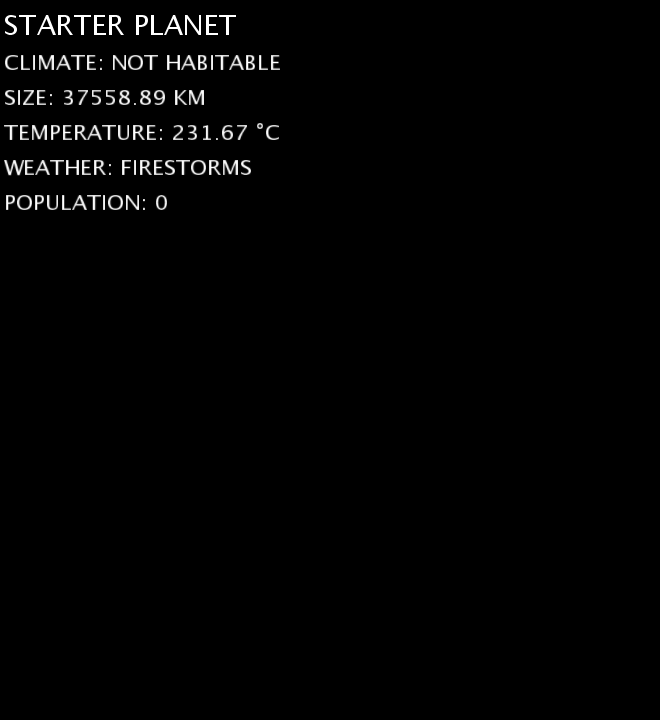 STARTER PLANET
CLIMATE: NOT HABITABLE
SIZE: 37558.89 KM
TEMPERATURE: 231.67 °C
WEATHER: FIRESTORMS
POPULATION: 0